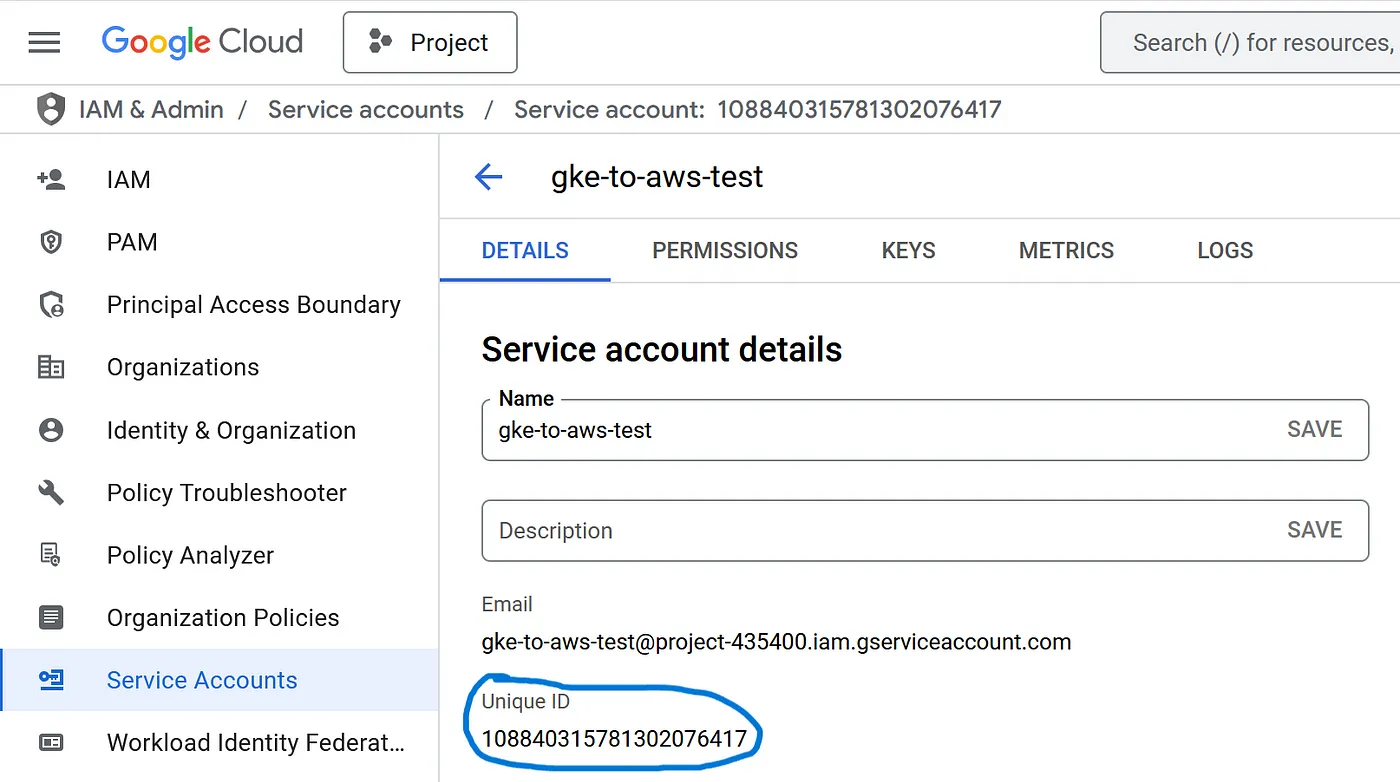 Google Cloud Project Search (/) for resources,
IAM & Admin / Service accounts / Service account: 108840315781302076417
IAM
PAM
Principal Access Boundary
Organizations
Identity & Organization
Policy Troubleshooter
Policy Analyzer
Organization Policies
Service Accounts
Workload Identity Federat...
gke-to-aws-test
DETAILS PERMISSIONS KEYS METRICS LOGS
Service account details
Name
gke-to-aws-test SAVE
Description SAVE
Email
gke-to-aws-test@project-435400.iam.gserviceaccount.com
Unique ID
108840315781302076417